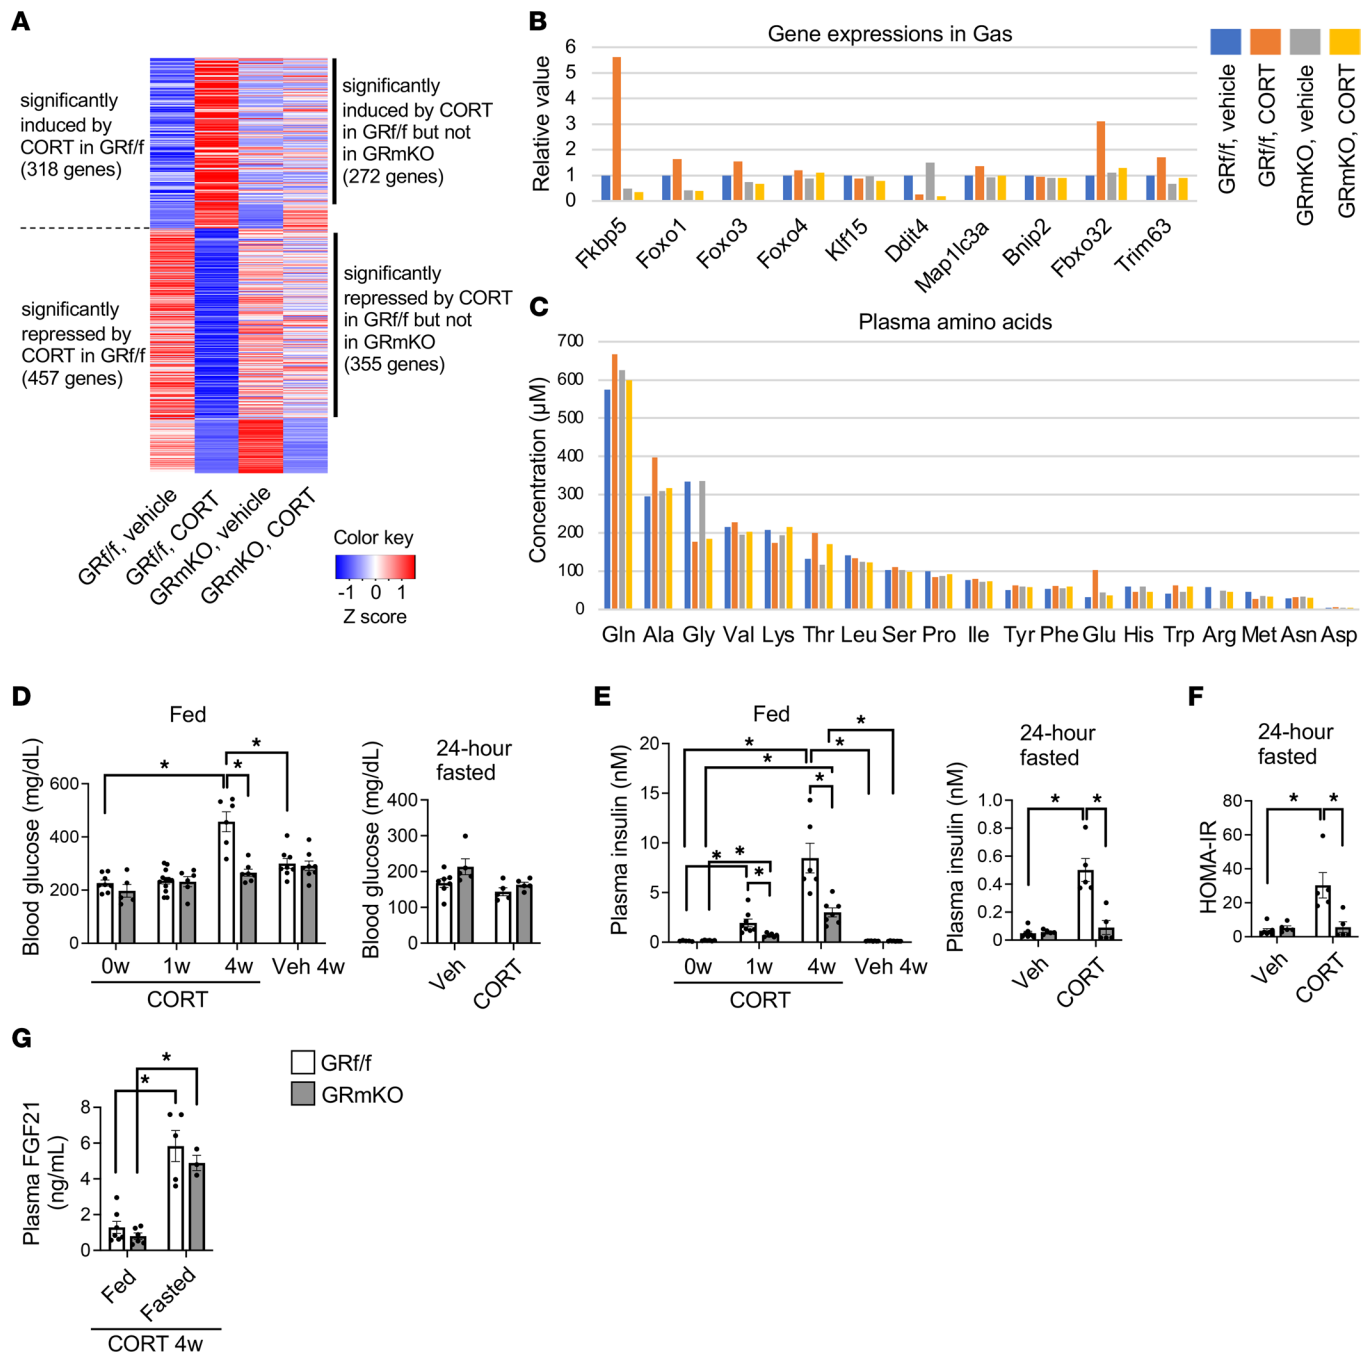 A
significantly
induced by
CORT in GRf/f
(318 genes)
significantly
repressed by
CORT in GRf/f
(457 genes)
significantly
induced by CORT
in GRf/f but not
in GRmKO
(272 genes)
significantly
repressed by CORT
in GRf/f but not
in GRmKO
(355 genes)
GRf/f, vehicle
GRf/f, CORT
GRmKO, vehicle
GRmKO, CORT
Color key
-1 0 1
Z score
B
Gene expressions in Gas
Relative value
6
5
4
3
2
1
0
Fkbp5
Foxo1
Foxo3
Foxo4
Klf15
Ddit4
Map1lc3a
Bnip2
Fbxo32
Trim63
GRf/f, vehicle
GRf/f, CORT
GRmKO, vehicle
GRmKO, CORT
C
Plasma amino acids
Concentration (µM)
700
600
500
400
300
200
100
0
Gln Ala Gly Val Lys Thr Leu Ser Pro Ile Tyr Phe Glu His Trp Arg Met Asn Asp
D
Fed
Blood glucose (mg/dL)
600
400
200
0
* * *
0w 1w 4w Veh 4w
CORT
24-hour
fasted
Blood glucose (mg/dL)
400
300
200
100
0
Veh
CORT
E
Fed
Plasma insulin (nM)
20
15
10
5
0
*
* *
*
*
* *
*
0w 1w 4w Veh 4w
CORT
24-hour
fasted
Plasma insulin (nM)
1.0
0.8
0.6
0.4
0.2
0
* *
Veh
CORT
F
24-hour
fasted
HOMA-IR
80
60
40
20
0
* *
Veh
CORT
G
Plasma FGF21
(ng/mL)
8
6
4
2
0
*
*
Fed
Fasted
CORT 4w
GRf/f
GRmKO